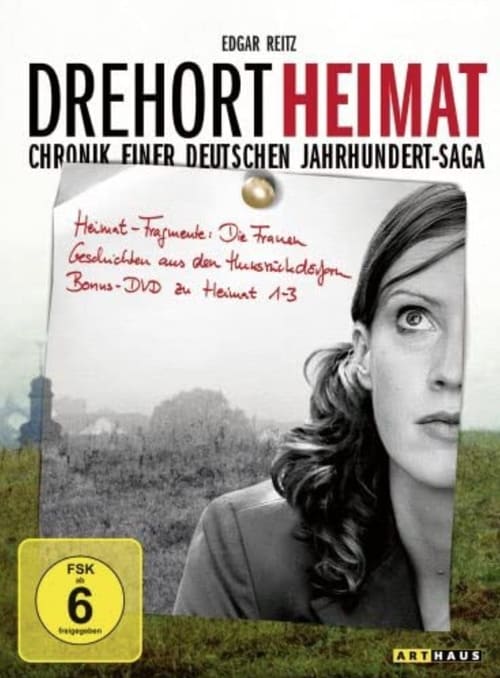 EDGAR REITZ
DREHORT HEIMAT
CHRONIK EINER DEUTSCHEN JAHRHUNDERT-SAGA
Heimat-Fragmente: Die Frauen
Geschichten aus den Hunsrückdörfern
Bonus-DVD zu Heimat 1-3
FSK
ab
6
freigegeben
ARTHAUS